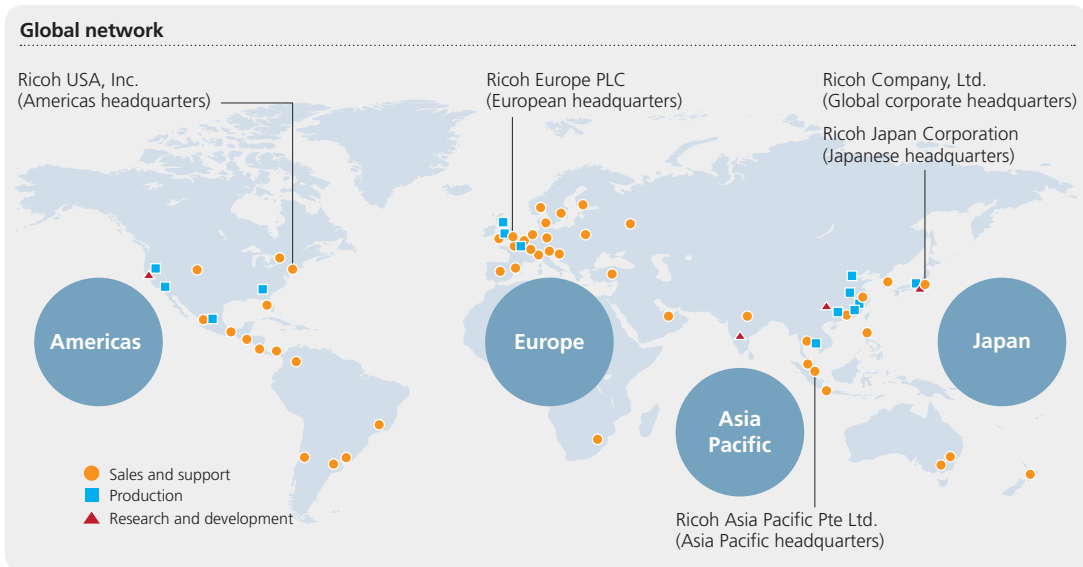 Global network
Ricoh USA, Inc.
(Americas headquarters)
Ricoh Europe PLC
(European headquarters)
Ricoh Company, Ltd.
(Global corporate headquarters)
Ricoh Japan Corporation
(Japanese headquarters)
Americas
Europe
Japan
Asia
Pacific
Sales and support
Production
Research and development
Ricoh Asia Pacific Pte Ltd.
(Asia Pacific headquarters)